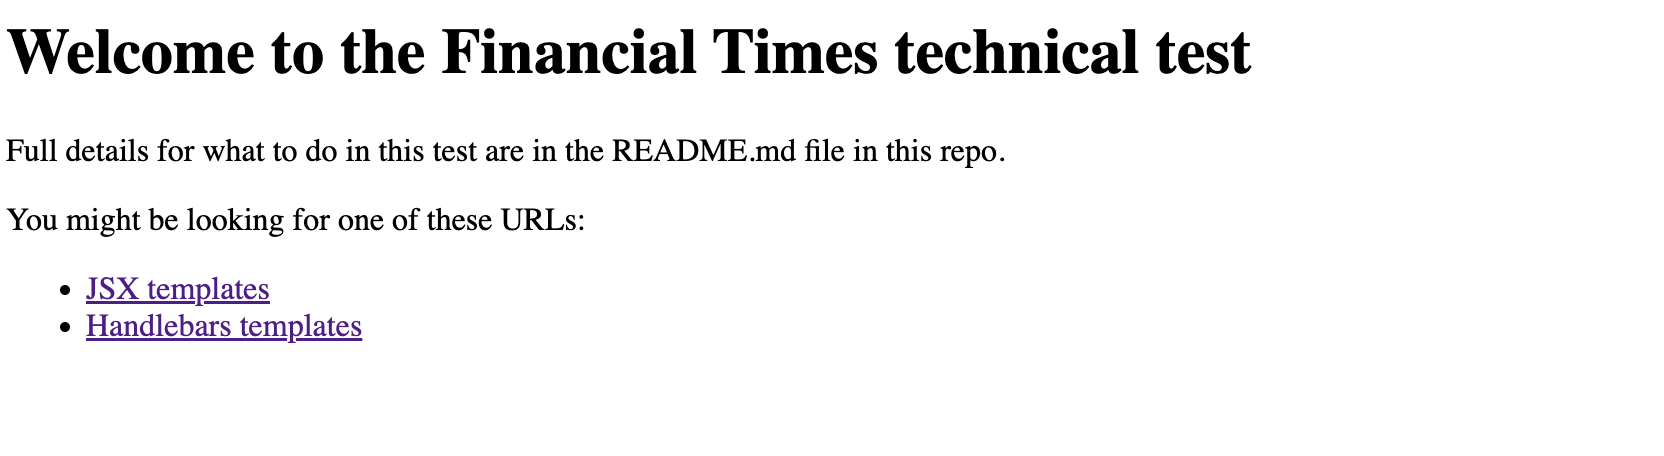 Welcome to the Financial Times technical test
Full details for what to do in this test are in the README.md file in this repo.
You might be looking for one of these URLs:
JSX templates
Handlebars templates